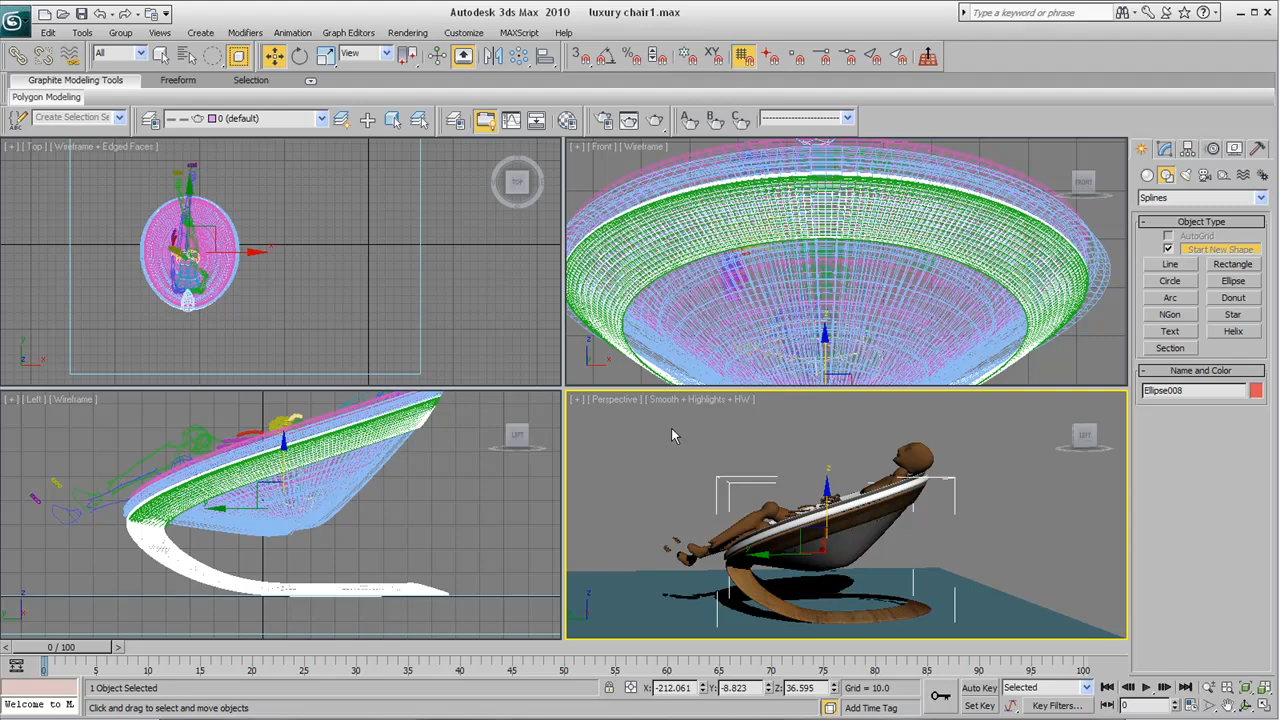 Autodesk 3ds Max 2010 luxury chair1.max
Type a keyword or phrase
Edit Tools Group Views Create Modifiers Animation Graph Editors Rendering Customize MAXScript Help
All View
Graphite Modeling Tools Freeform Selection
Polygon Modeling
Create Selection Se 0 (default)
[ + ] [ Top ] [ Wireframe + Edged Faces ]
TOP
[ + ] [ Front ] [ Wireframe ]
FRONT
Splines
Object Type
AutoGrid
Start New Shape
Line Rectangle
Circle Ellipse
Arc Donut
NGon Star
Text Helix
Section
Name and Color
Ellipse008
[ + ] [ Left ] [ Wireframe ]
LEFT
[ + ] [ Perspective ] [ Smooth + Highlights + HW ]
LEFT
0 / 100
0 5 10 15 20 25 30 35 40 45 50 55 60 65 70 75 80 85 90 95 100
1 Object Selected X: -212.061 Y: -8.823 Z: 36.595 Grid = 10.0 Auto Key Selected
Welcome to M Click and drag to select and move objects Add Time Tag Set Key Key Filters... 0